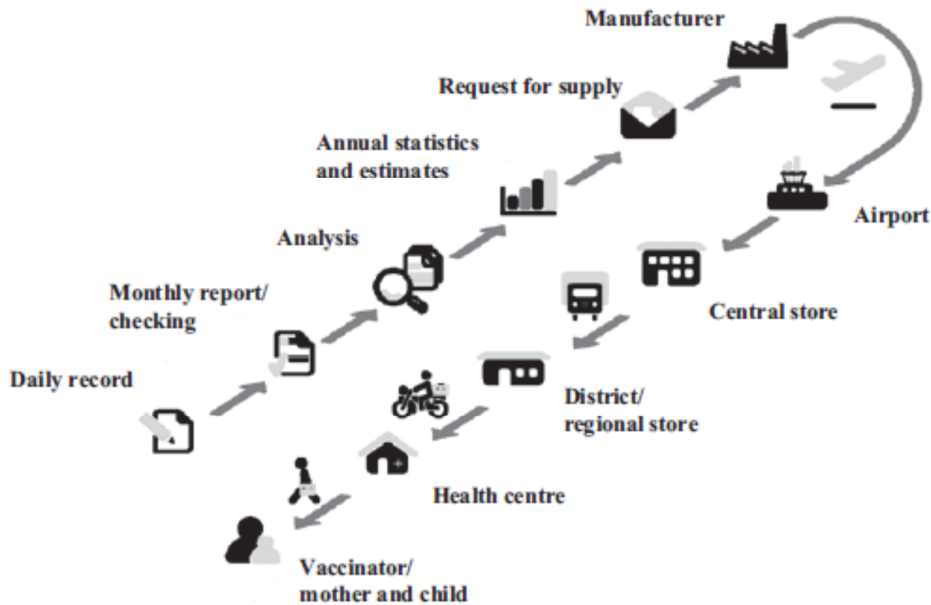 Manufacturer
Request for supply
Annual statistics
and estimates
Airport
Analysis
Monthly report/
checking
Central store
Daily record
District/
regional store
Health centre
Vaccinator/
mother and child